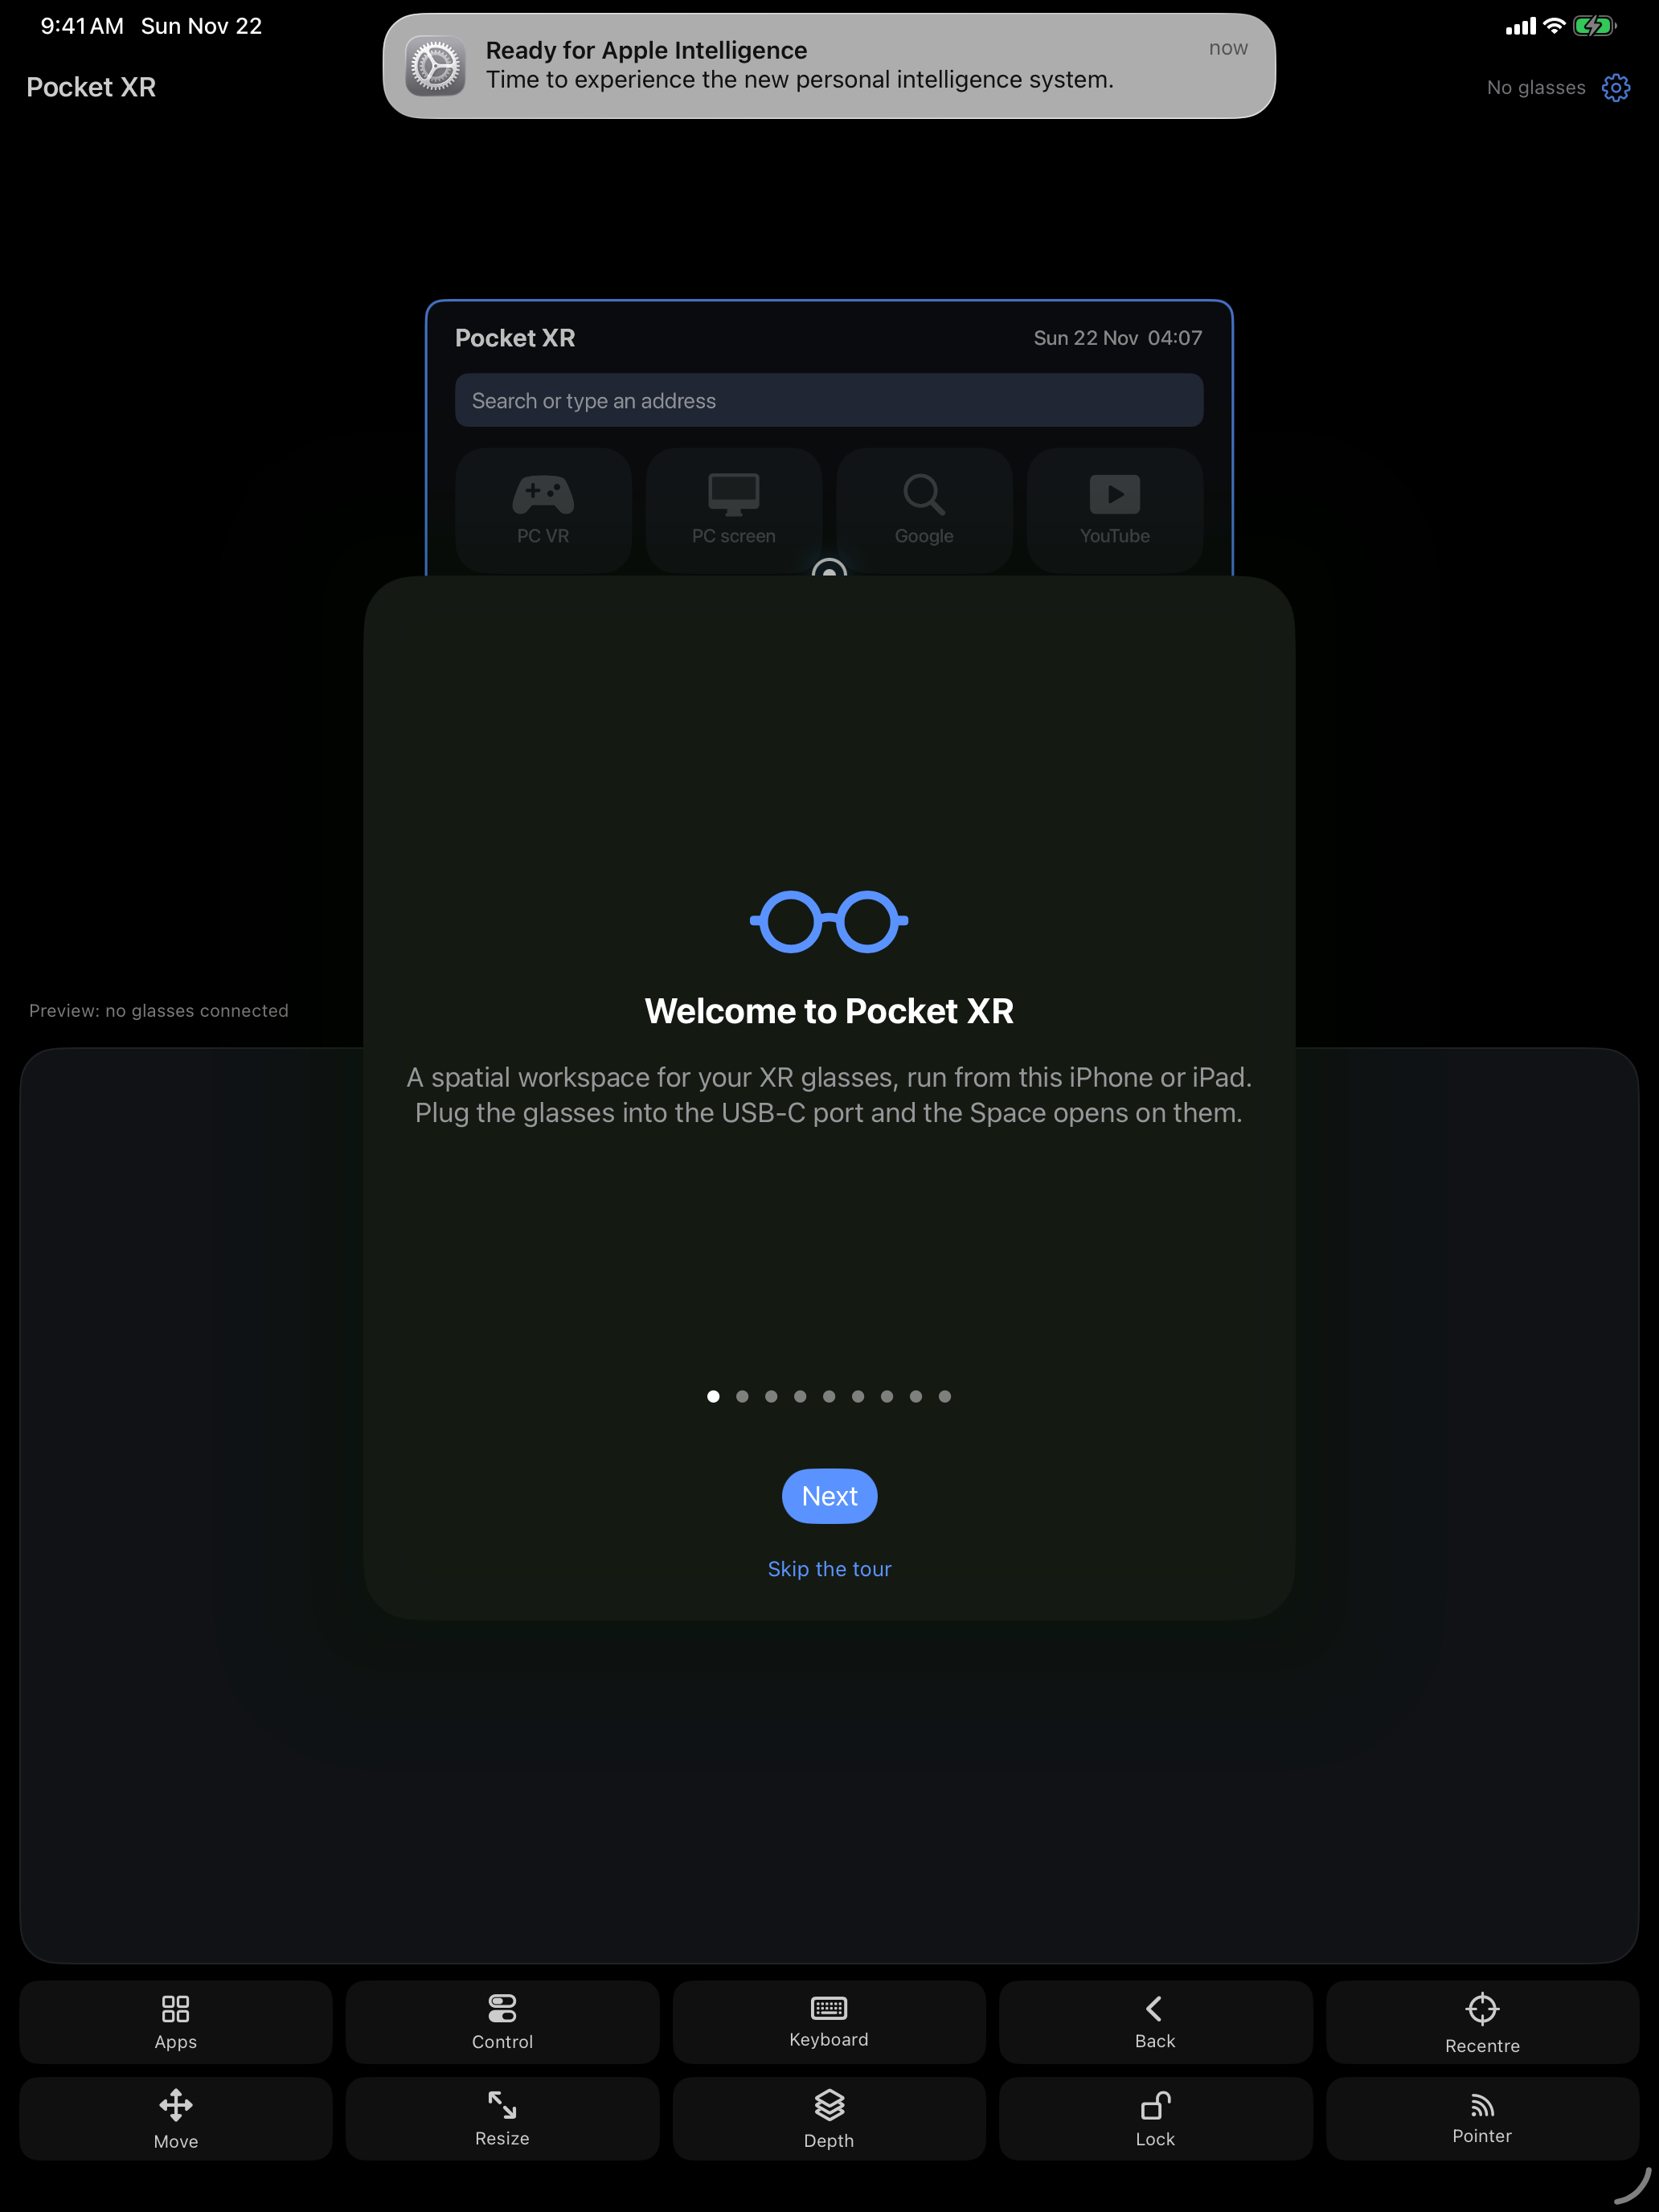 9:41 AM Sun Nov 22
Ready for Apple Intelligence
now
Time to experience the new personal intelligence system.
Pocket XR
No glasses
Pocket XR
Sun 22 Nov 04:07
Search or type an address
PC VR
PC screen
Google
YouTube
Welcome to Pocket XR
A spatial workspace for your XR glasses, run from this iPhone or iPad.
Plug the glasses into the USB-C port and the Space opens on them.
Preview: no glasses connected
Next
Skip the tour
Apps
Control
Keyboard
Back
Recentre
Move
Resize
Depth
Lock
Pointer